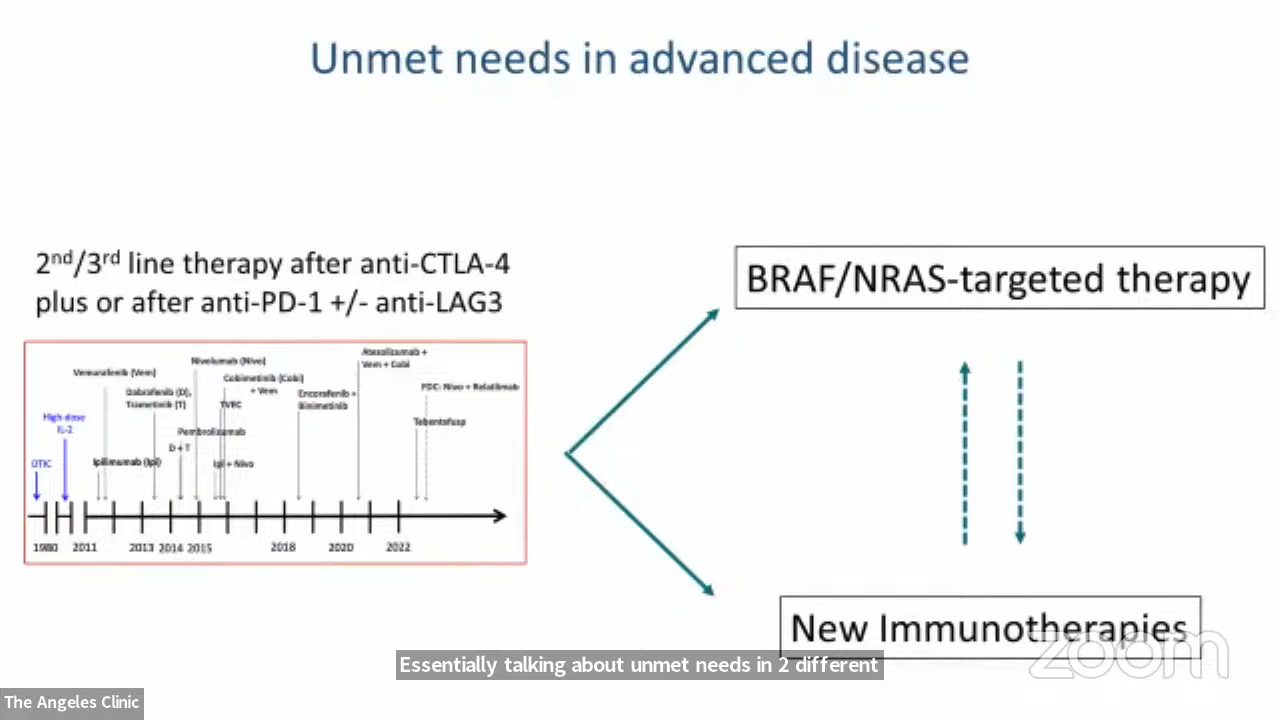 Unmet needs in advanced disease
2nd/3rd line therapy after anti-CTLA-4
plus or after anti-PD-1 +/- anti-LAG3
BRAF/NRAS-targeted therapy
Atezolizumab +
Vem + Cobi
Nivolumab (Nivo)
Vemurafenib (Vem)
Cobimetinib (Cobi)
+ Vem
FDC: Nivo + Relatlimab
Dabrafenib (D),
Trametinib (T)
Encorafenib +
Binimetinib
TVEC
High-dose
IL-2
Tebentafusp
Pembrolizumab
D + T
DTIC
Ipilimumab (Ipi)
Ipi + Nivo
1980 2011 2013 2014 2015 2018 2020 2022
New Immunotherapies
zoom
Essentially talking about unmet needs in 2 different
The Angeles Clinic